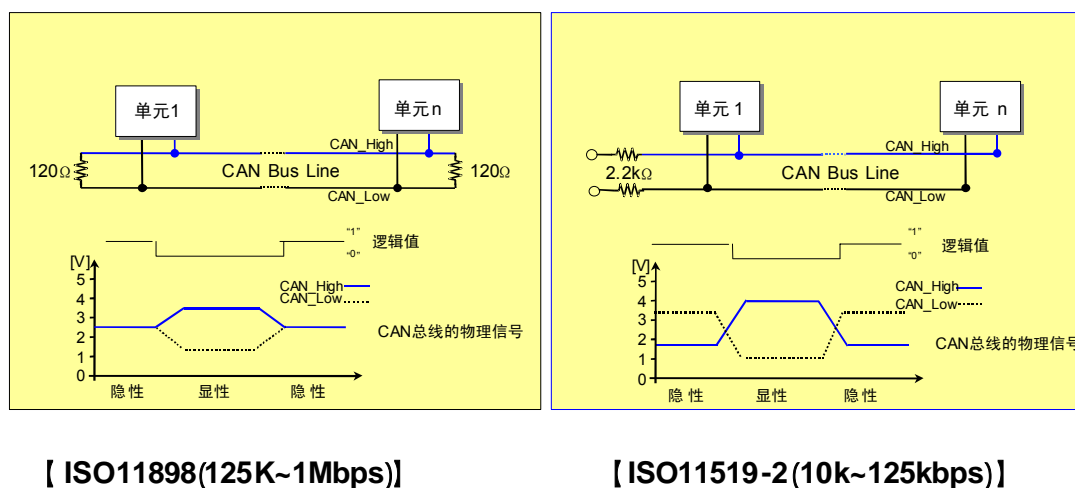 单元1
单元n
CAN_High
120Ω
CAN Bus Line
120Ω
CAN_Low
“1”
“0”
逻辑值
[V]
5
4
3
2
1
0
CAN_High
CAN_Low
CAN总线的物理信号
隐性 显性 隐性
【ISO11898(125K~1Mbps)】
单元 1
单元 n
CAN_High
2.2kΩ
CAN Bus Line
CAN_Low
“1”
“0”
逻辑值
[V]
5
4
3
2
1
0
CAN_High
CAN_Low
CAN总线的物理信号
隐性 显性 隐性
【ISO11519-2(10k~125kbps)】